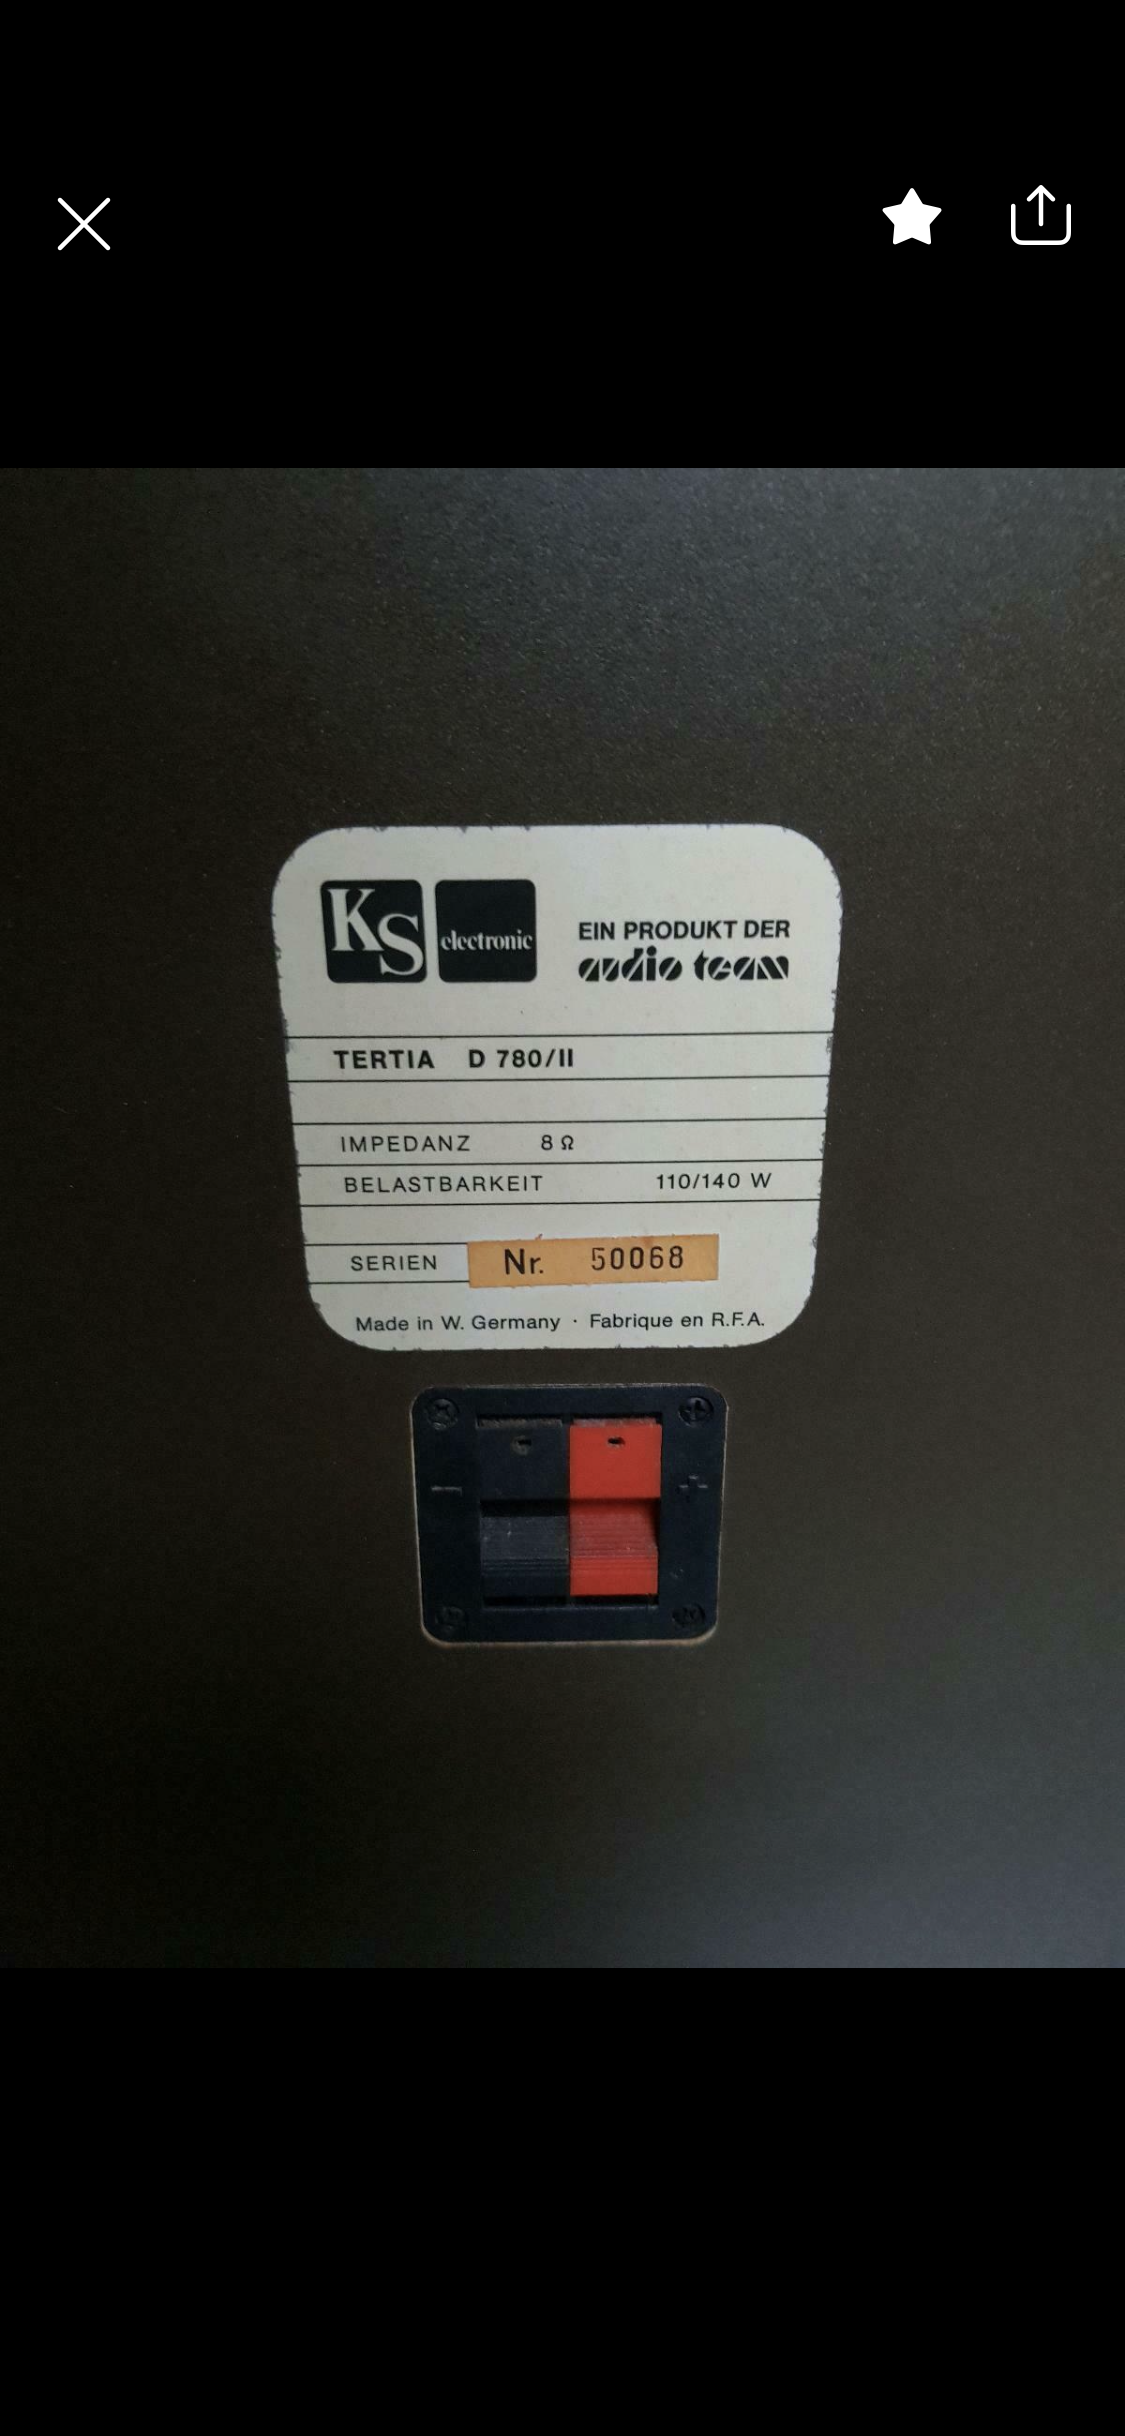 KS electronic
EIN PRODUKT DER
audio team
TERTIA D 780/II
IMPEDANZ 8 Ω
BELASTBARKEIT 110/140 W
SERIEN Nr. 50068
Made in W. Germany · Fabrique en R.F.A.
− +